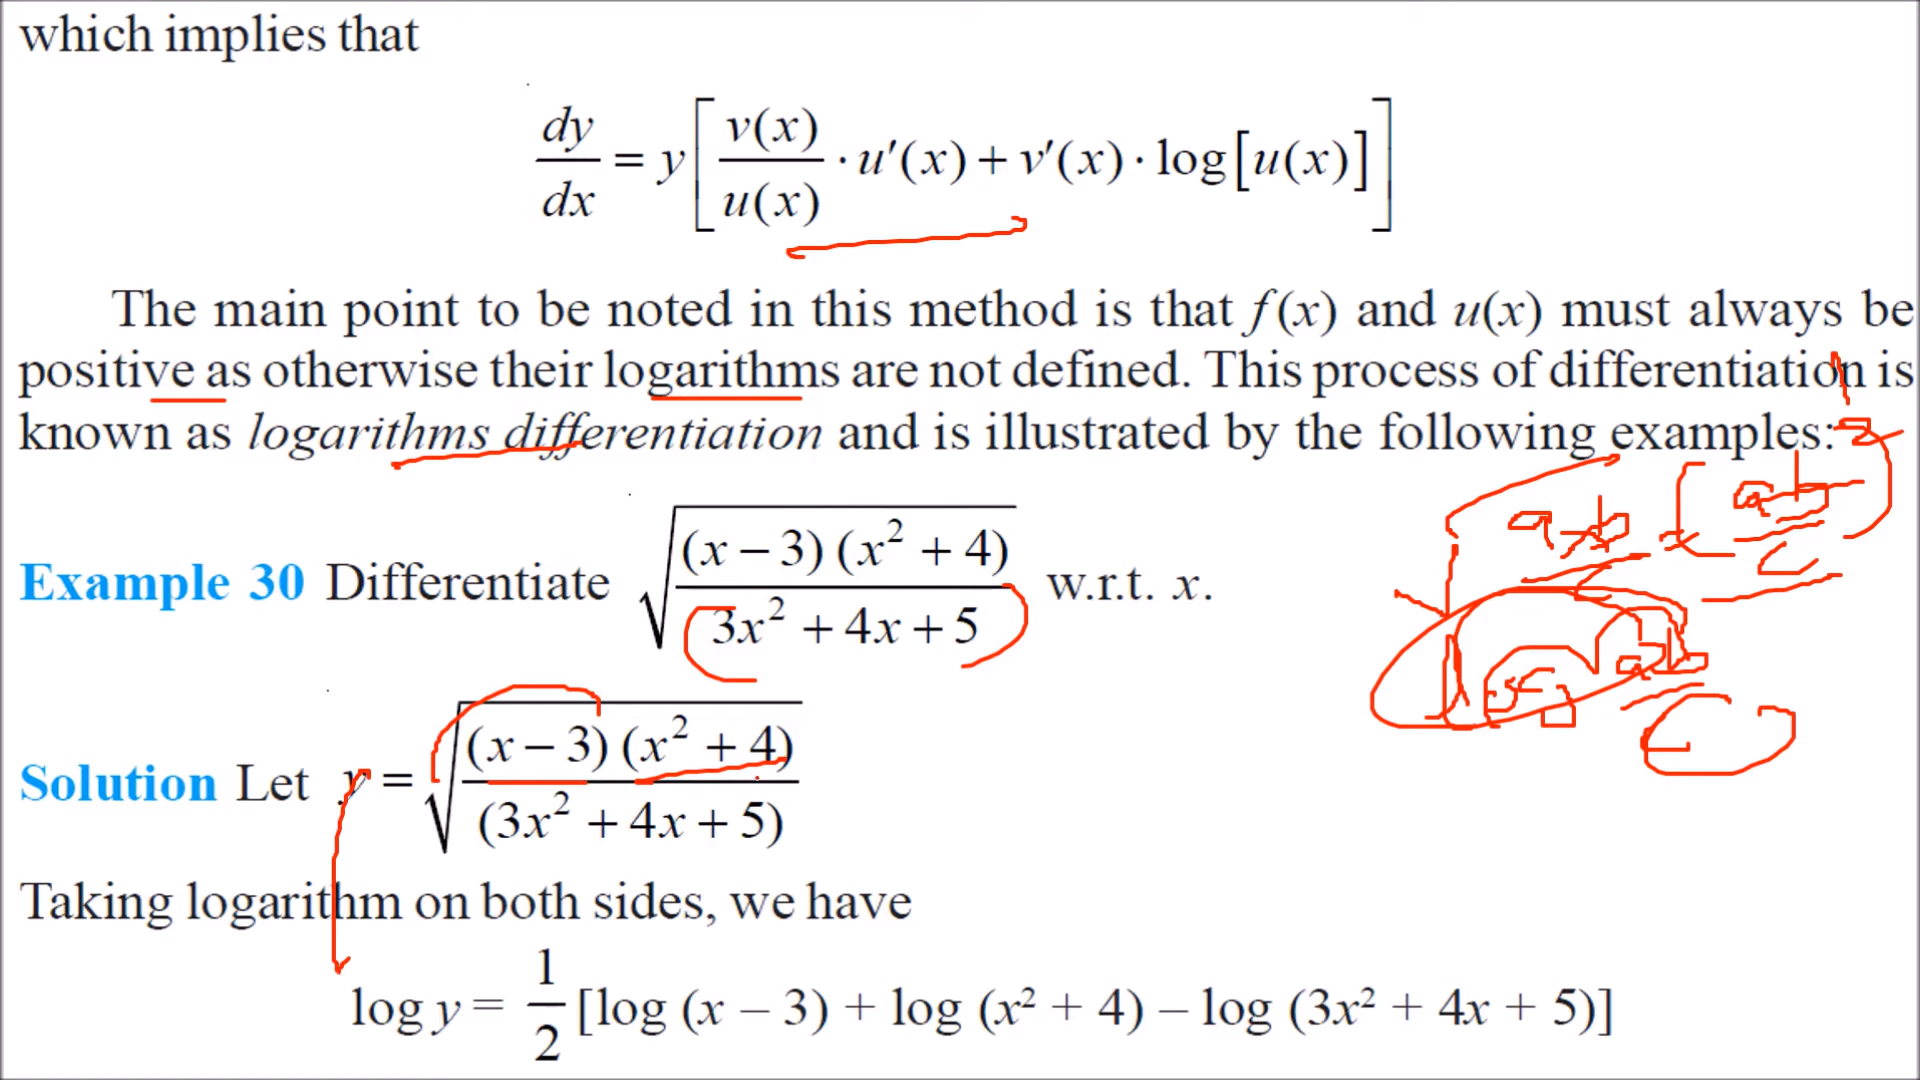 which implies that
dy/dx = y[v(x)/u(x) · u′(x) + v′(x) · log[u(x)]]
The main point to be noted in this method is that f(x) and u(x) must always be
positive as otherwise their logarithms are not defined. This process of differentiation is
known as logarithms differentiation and is illustrated by the following examples:
Example 30 Differentiate √((x − 3)(x² + 4)/3x² + 4x + 5) w.r.t. x.
Solution Let y = √((x − 3)(x² + 4)/(3x² + 4x + 5))
Taking logarithm on both sides, we have
log y = 1/2 [log (x – 3) + log (x² + 4) – log (3x² + 4x + 5)]